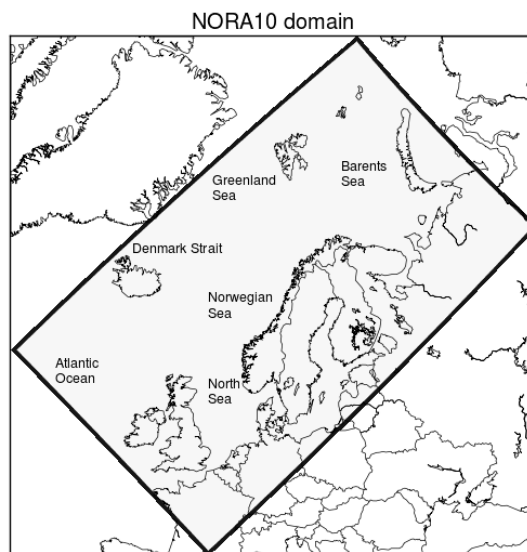 NORA10 domain
Greenland
Sea
Barents
Sea
Denmark Strait
Norwegian
Sea
Atlantic
Ocean
North
Sea